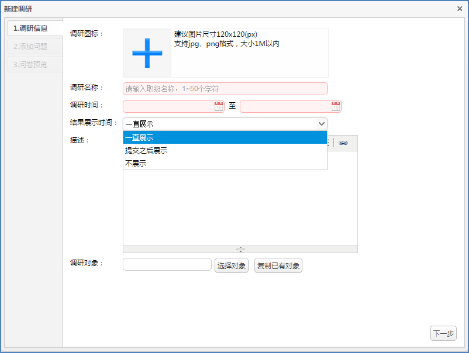 新建调研
1.调研信息
2.添加问题
3.问卷预览
调研图标：
建议图片尺寸120x120(px)
支持jpg、png格式，大小1M以内
调研名称：
请输入调研名称，1~50个字符
调研时间：
至
结果展示时间：
一直展示
一直展示
提交之后展示
不展示
描述：
调研对象：
选择对象
复制已有对象
下一步